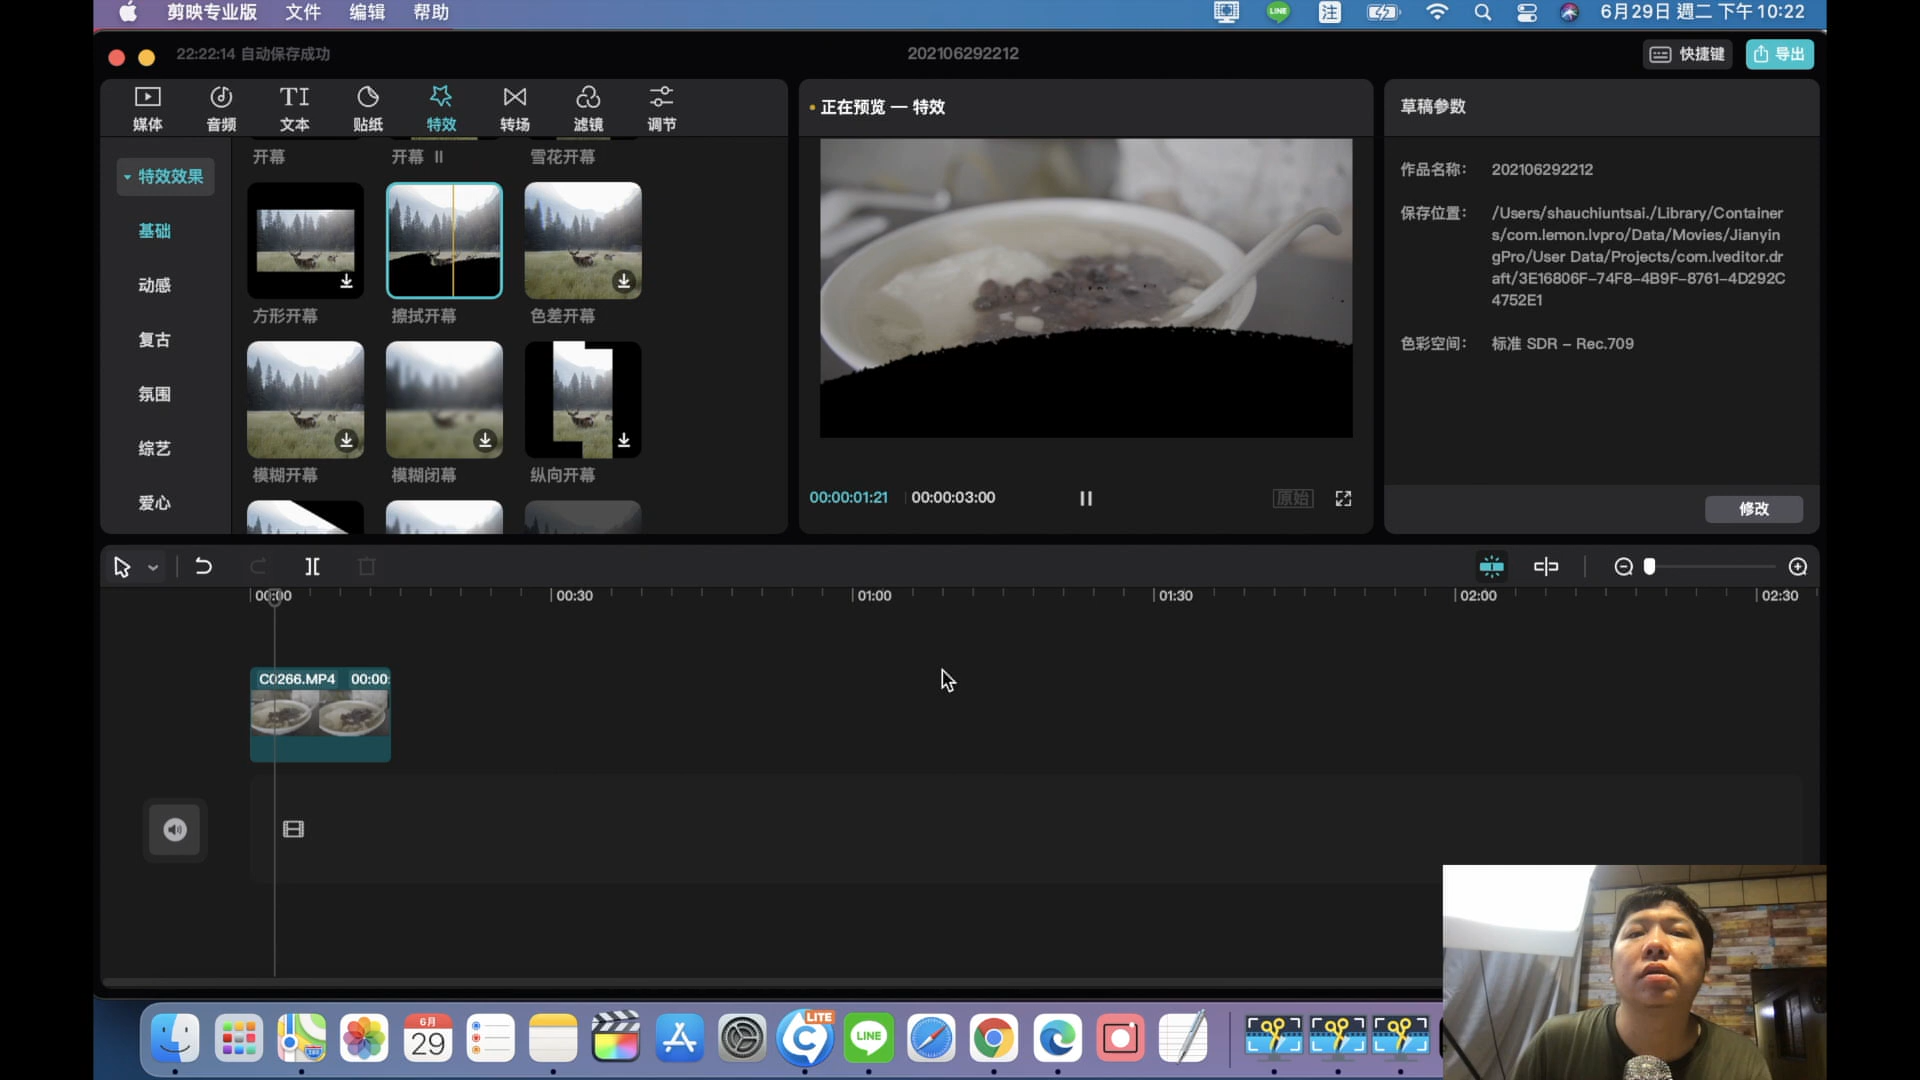 剪映专业版 文件 编辑 帮助 LINE 注 6月29日 週二 下午10:22
22:22:14 自动保存成功 202106292212 快捷键 导出
媒体 音频 TI 文本 贴纸 特效 转场 滤镜 调节
正在预览 — 特效
草稿参数
开幕 开幕 II 雪花开幕
特效效果
基础
动感
复古
氛围
综艺
爱心
方形开幕 擦拭开幕 色差开幕
模糊开幕 模糊闭幕 纵向开幕
作品名称: 202106292212
保存位置: /Users/shauchiuntsai./Library/Container
s/com.lemon.lvpro/Data/Movies/Jianyin
gPro/User Data/Projects/com.lveditor.dr
aft/3E16806F-74F8-4B9F-8761-4D292C
4752E1
色彩空间: 标准 SDR - Rec.709
00:00:01:21 00:00:03:00 原始
修改
00:00 00:30 01:00 01:30 02:00 02:30
C0266.MP4 00:00:
6月
29
LITE
LINE
280